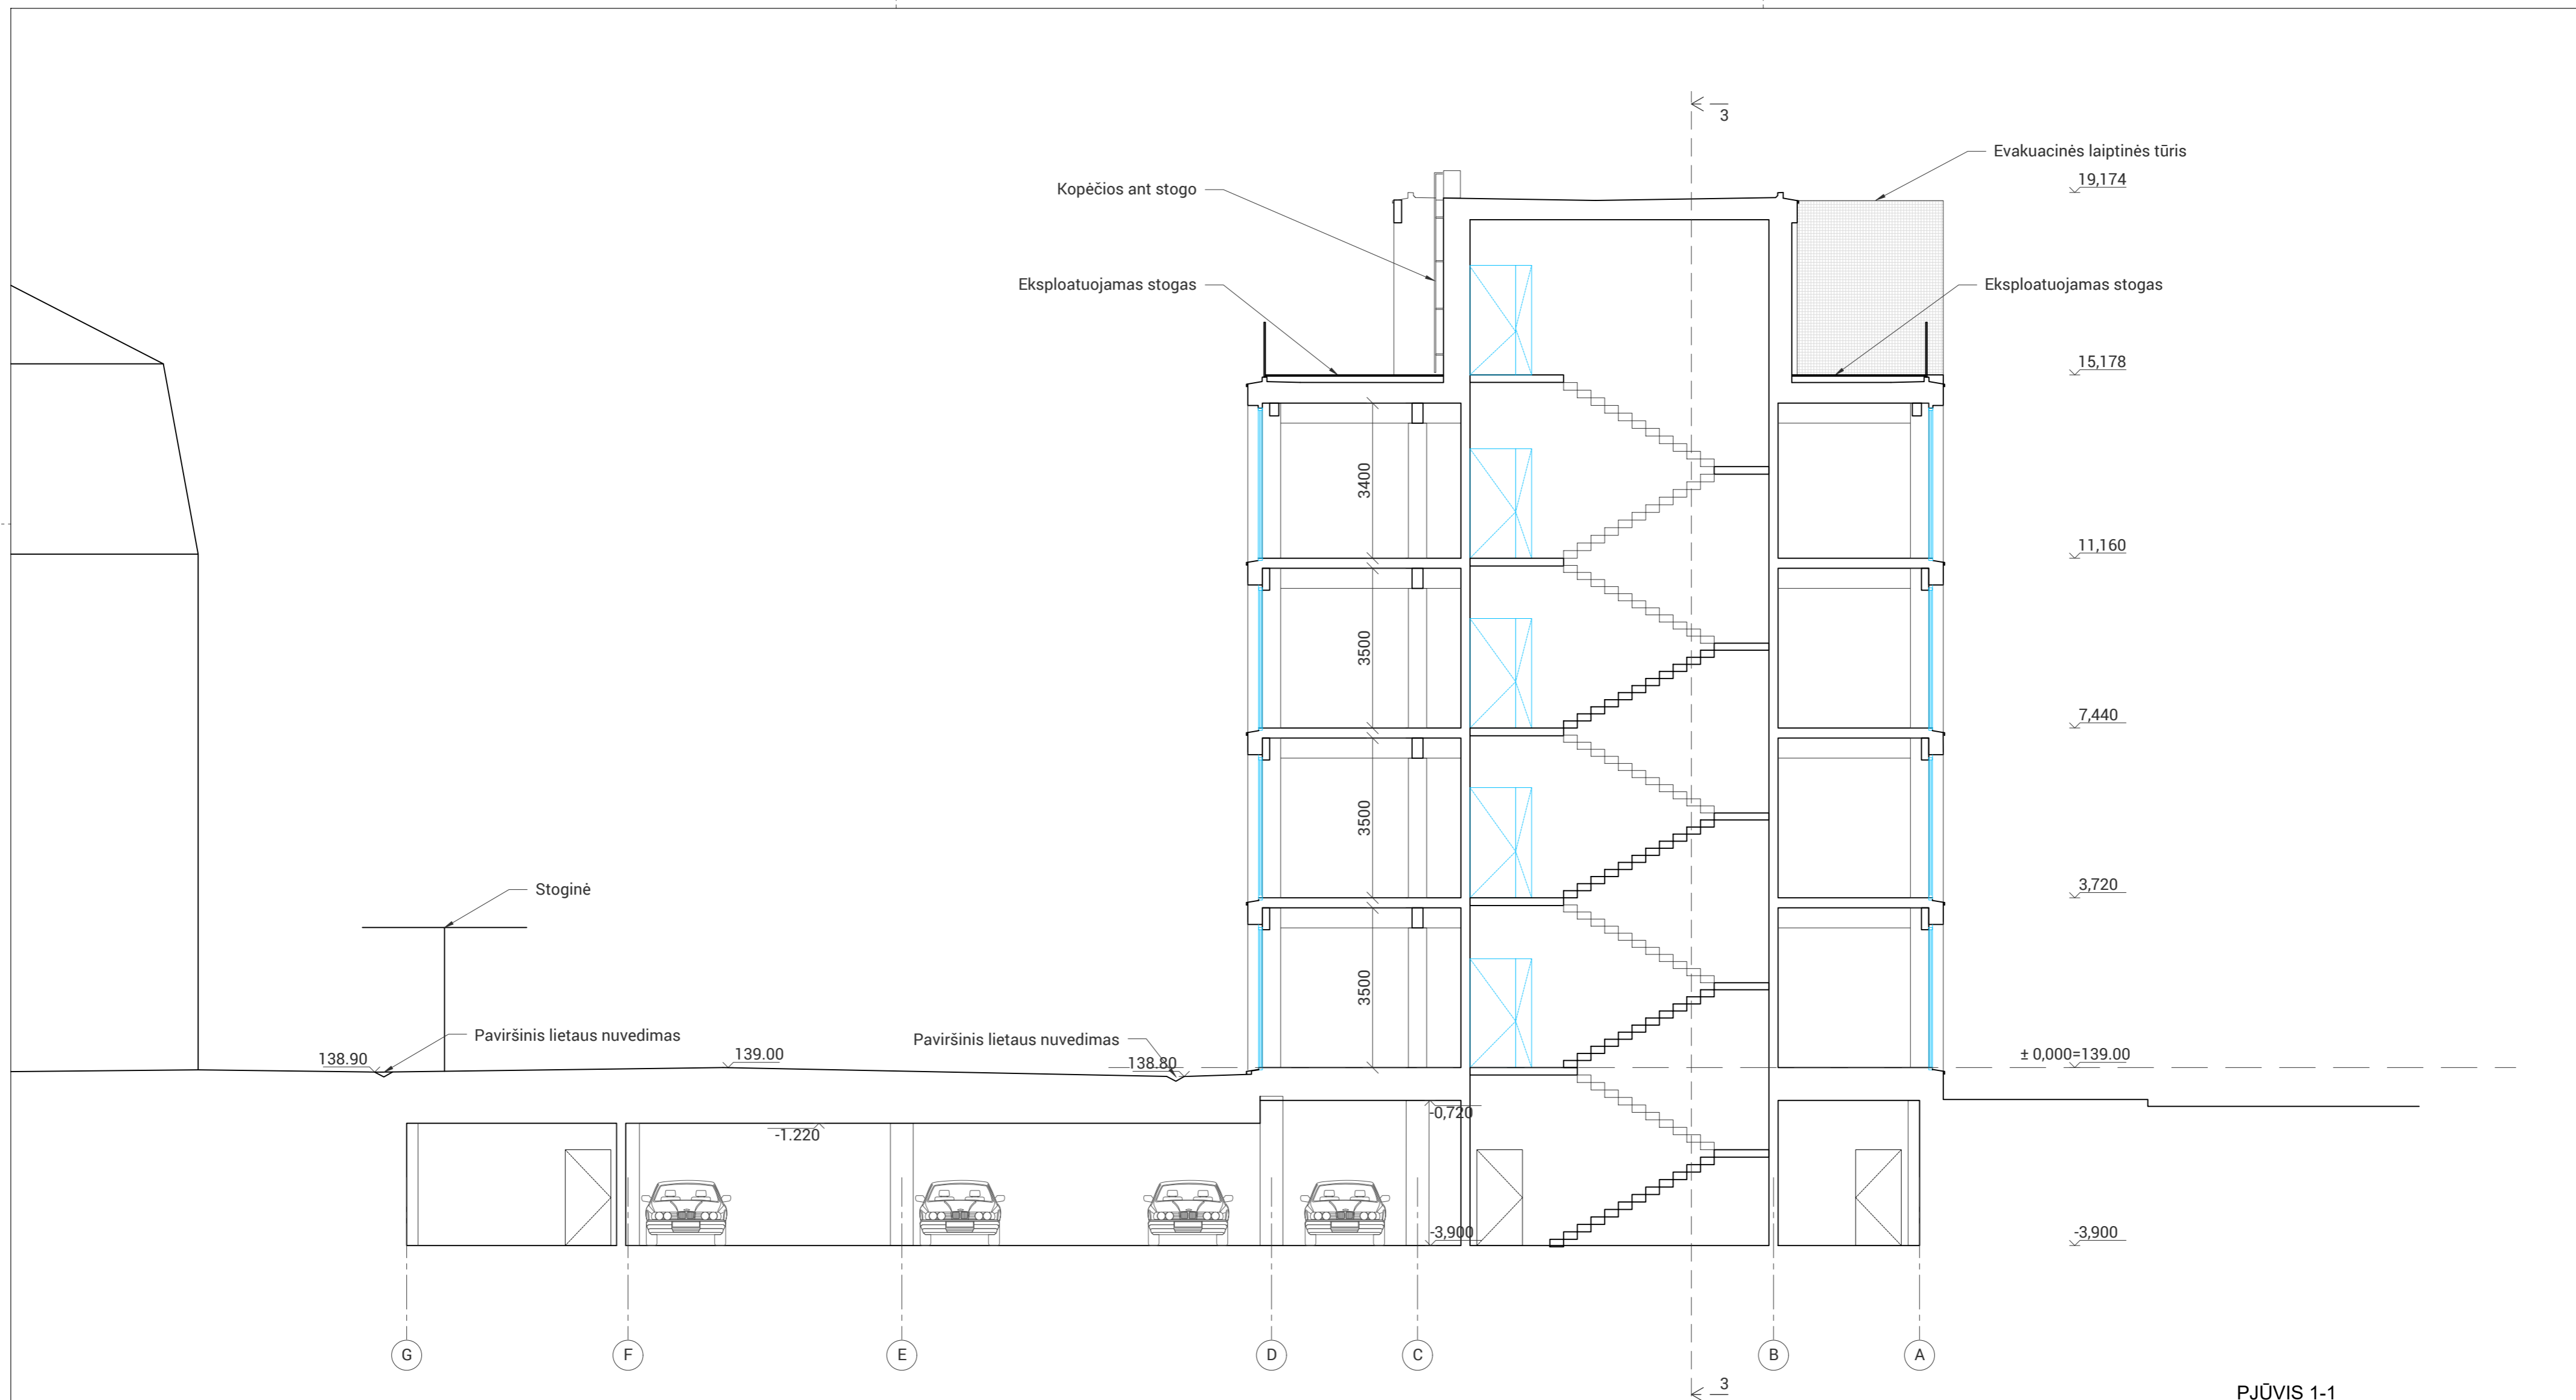 3
Evakuacinės laiptinės tūris
19,174
Kopėčios ant stogo
Eksploatuojamas stogas
Eksploatuojamas stogas
15,178
3400
11,160
3500
7,440
3500
3,720
Stoginė
3500
Paviršinis lietaus nuvedimas
Paviršinis lietaus nuvedimas
138.90
139.00
138.80
± 0,000=139.00
-0,720
-1.220
-3,900
-3,900
G
F
E
D
C
B
A
3
PJŪVIS 1-1